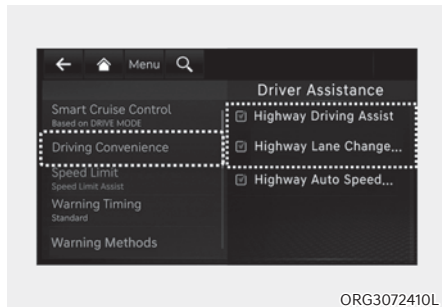 Menu
Driver Assistance
Smart Cruise Control
Based on DRIVE MODE
Driving Convenience
Speed Limit
Speed Limit Assist
Warning Timing
Standard
Warning Methods
Highway Driving Assist
Highway Lane Change...
Highway Auto Speed...
ORG3072410L